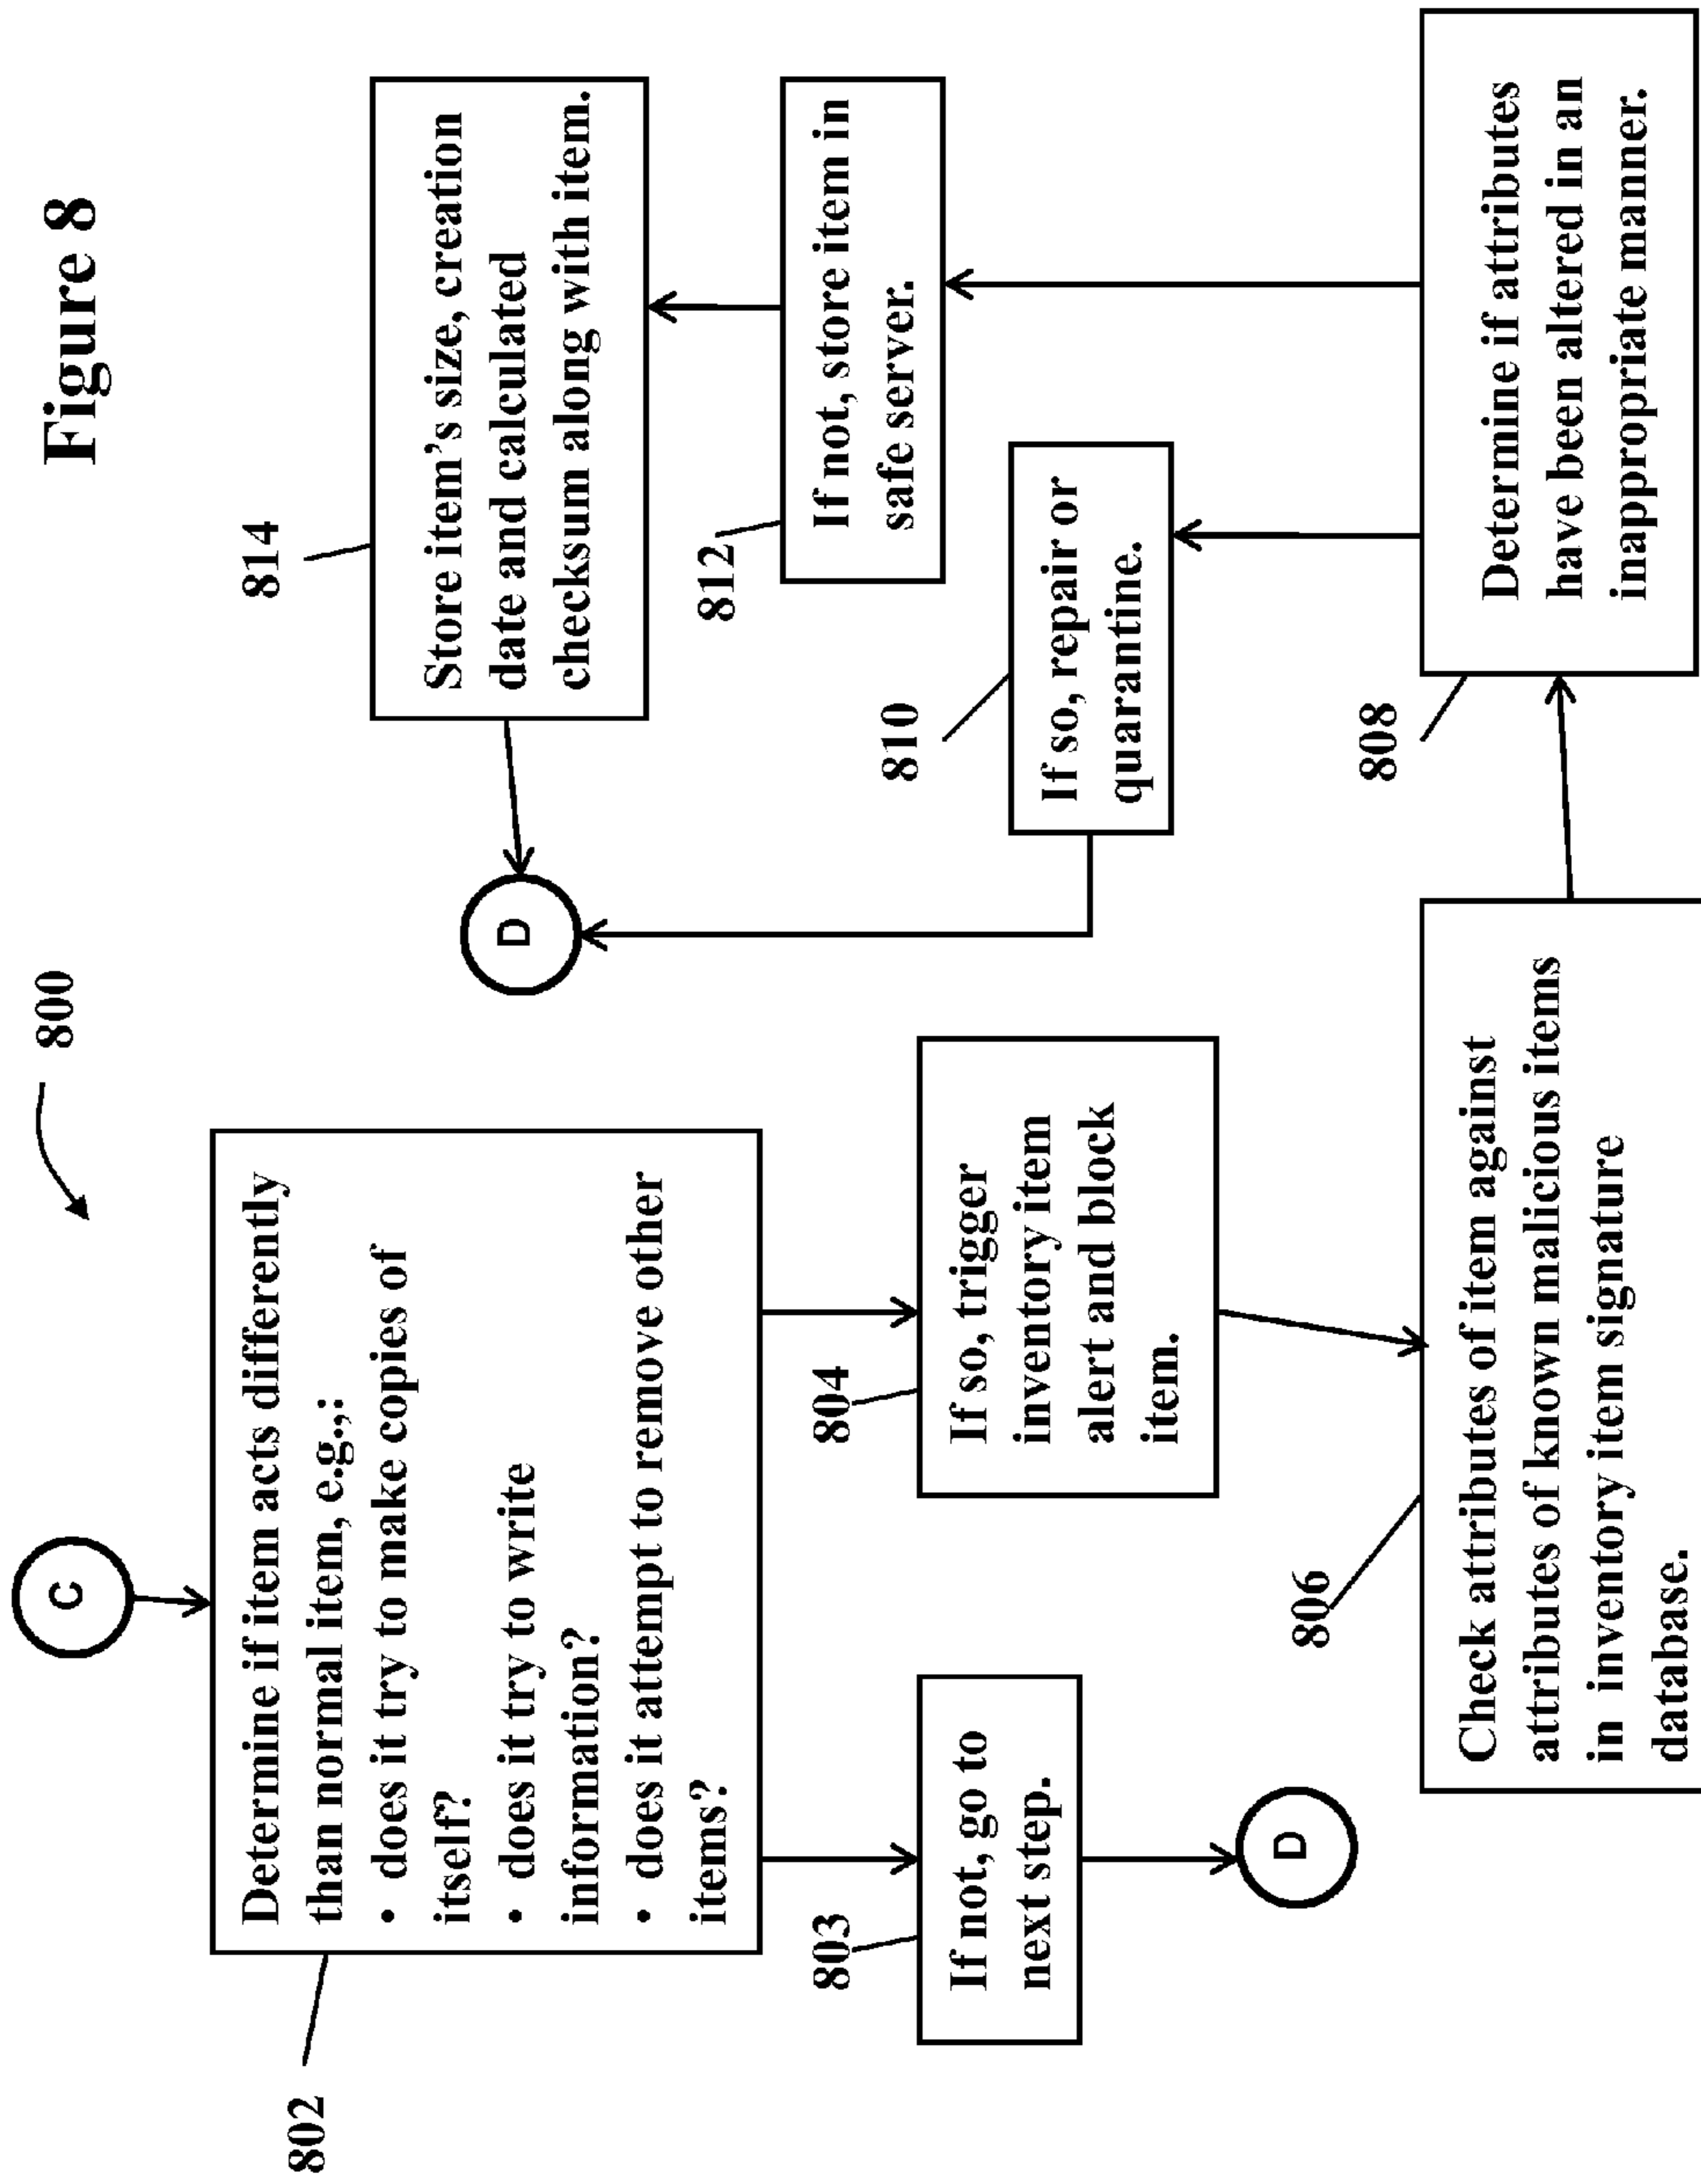 Figure 8
800
C
802
Determine if item acts differently
than normal item, e.g.,:
• does it try to make copies of
itself?
• does it try to write
information?
• does it attempt to remove other
items?
803
If not, go to
next step.
D
804
If so, trigger
inventory item
alert and block
item.
806
Check attributes of item against
attributes of known malicious items
in inventory item signature
database.
808
Determine if attributes
have been altered in an
inappropriate manner.
810
If so, repair or
quarantine.
812
If not, store item in
safe server.
814
Store item's size, creation
date and calculated
checksum along with item.
D